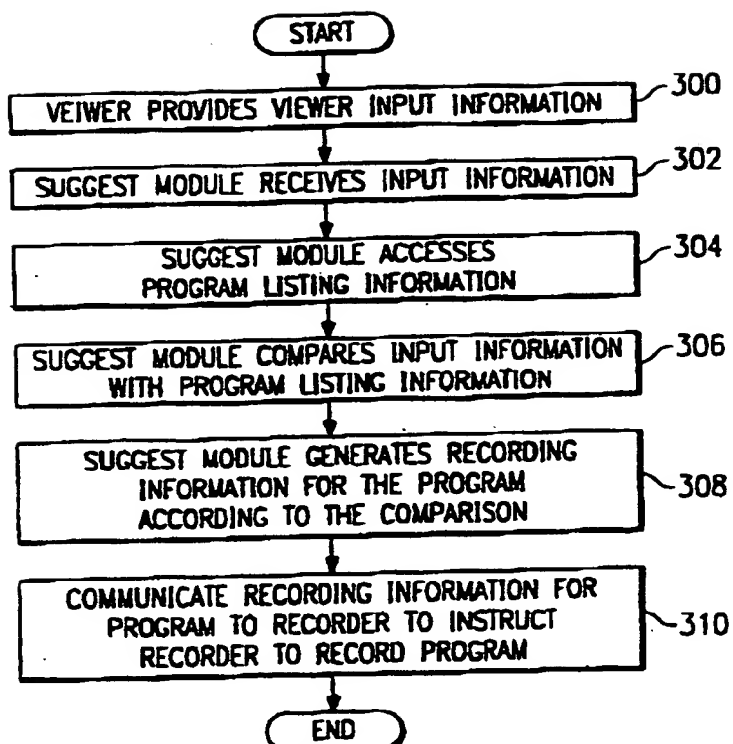 START
VEIWER PROVIDES VIEWER INPUT INFORMATION
300
SUGGEST MODULE RECEIVES INPUT INFORMATION
302
SUGGEST MODULE ACCESSES
PROGRAM LISTING INFORMATION
304
SUGGEST MODULE COMPARES INPUT INFORMATION
WITH PROGRAM LISTING INFORMATION
306
SUGGEST MODULE GENERATES RECORDING
INFORMATION FOR THE PROGRAM
ACCORDING TO THE COMPARISON
308
COMMUNICATE RECORDING INFORMATION FOR
PROGRAM TO RECORDER TO INSTRUCT
RECORDER TO RECORD PROGRAM
310
END